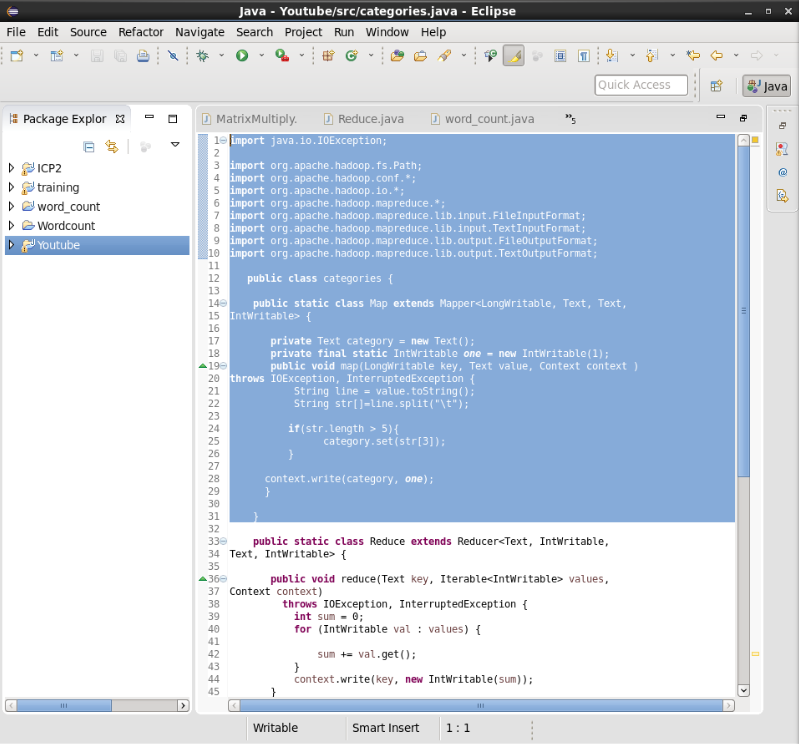 Java - Youtube/src/categories.java - Eclipse
File Edit Source Refactor Navigate Search Project Run Window Help
Quick Access
Java
Package Explor
MatrixMultiply.
Reduce.java
word_count.java
»5
ICP2
training
word_count
Wordcount
Youtube
1 import java.io.IOException;
2
3 import org.apache.hadoop.fs.Path;
4 import org.apache.hadoop.conf.*;
5 import org.apache.hadoop.io.*;
6 import org.apache.hadoop.mapreduce.*;
7 import org.apache.hadoop.mapreduce.lib.input.FileInputFormat;
8 import org.apache.hadoop.mapreduce.lib.input.TextInputFormat;
9 import org.apache.hadoop.mapreduce.lib.output.FileOutputFormat;
10 import org.apache.hadoop.mapreduce.lib.output.TextOutputFormat;
11
12 public class categories {
13
14 public static class Map extends Mapper<LongWritable, Text, Text,
15 IntWritable> {
16
17 private Text category = new Text();
18 private final static IntWritable one = new IntWritable(1);
19 public void map(LongWritable key, Text value, Context context )
20 throws IOException, InterruptedException {
21 String line = value.toString();
22 String str[]=line.split("\t");
23
24 if(str.length > 5){
25 category.set(str[3]);
26 }
27
28 context.write(category, one);
29 }
30
31 }
32
33 public static class Reduce extends Reducer<Text, IntWritable,
34 Text, IntWritable> {
35
36 public void reduce(Text key, Iterable<IntWritable> values,
37 Context context)
38 throws IOException, InterruptedException {
39 int sum = 0;
40 for (IntWritable val : values) {
41
42 sum += val.get();
43 }
44 context.write(key, new IntWritable(sum));
45 }
Writable
Smart Insert
1 : 1